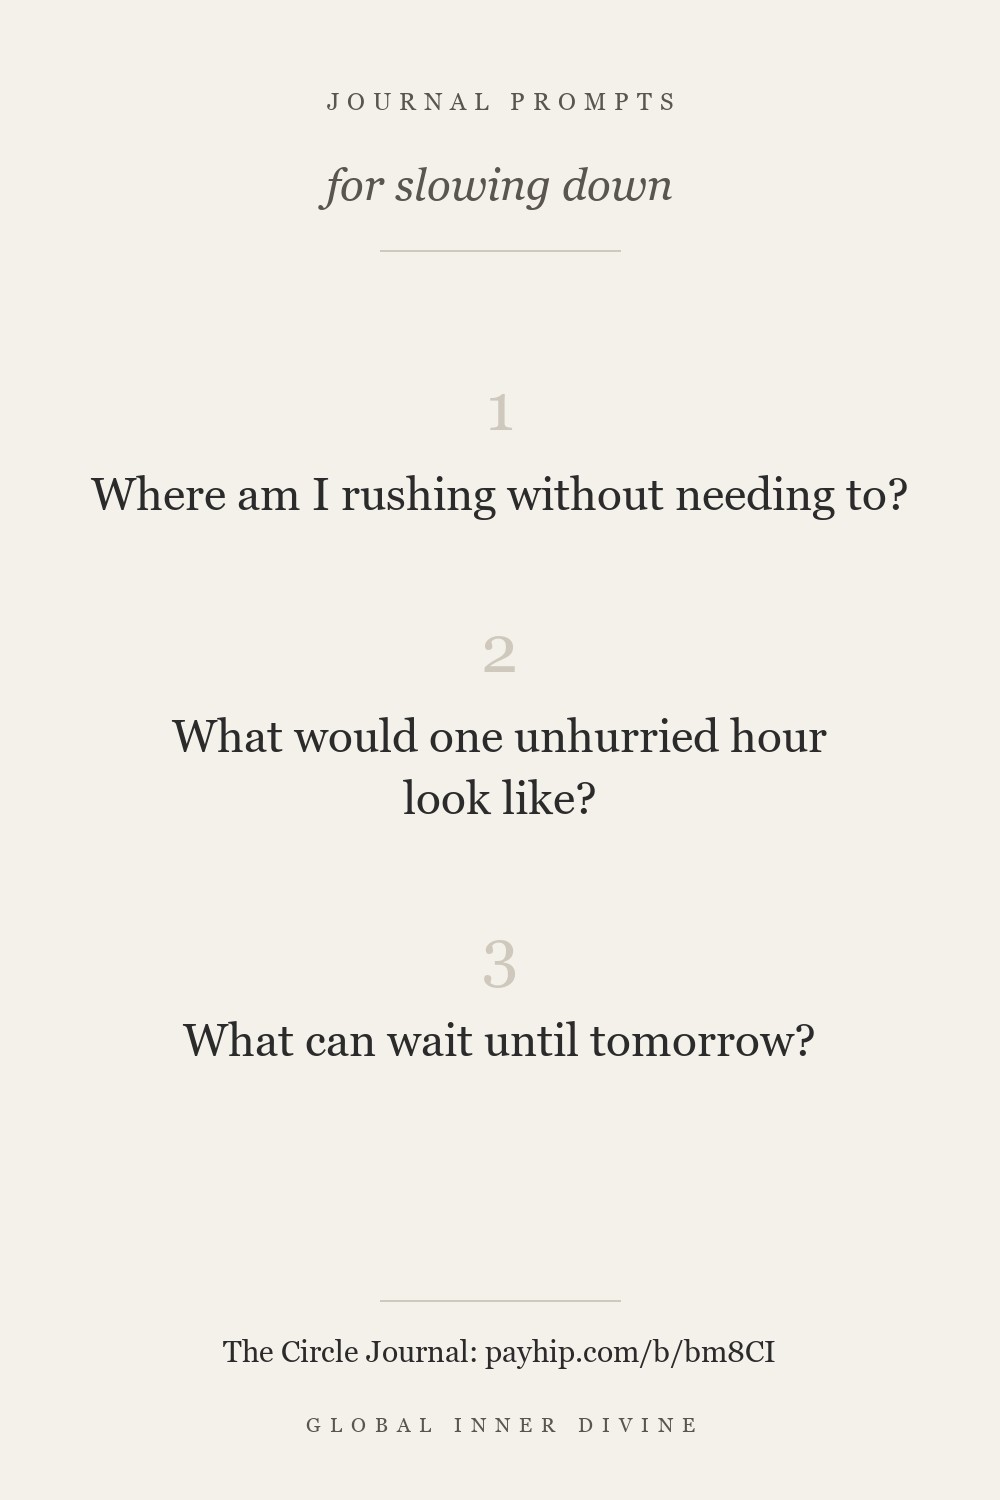 JOURNAL PROMPTS
for slowing down
1
Where am I rushing without needing to?
2
What would one unhurried hour
look like?
3
What can wait until tomorrow?
The Circle Journal: payhip.com/b/bm8CI
GLOBAL INNER DIVINE